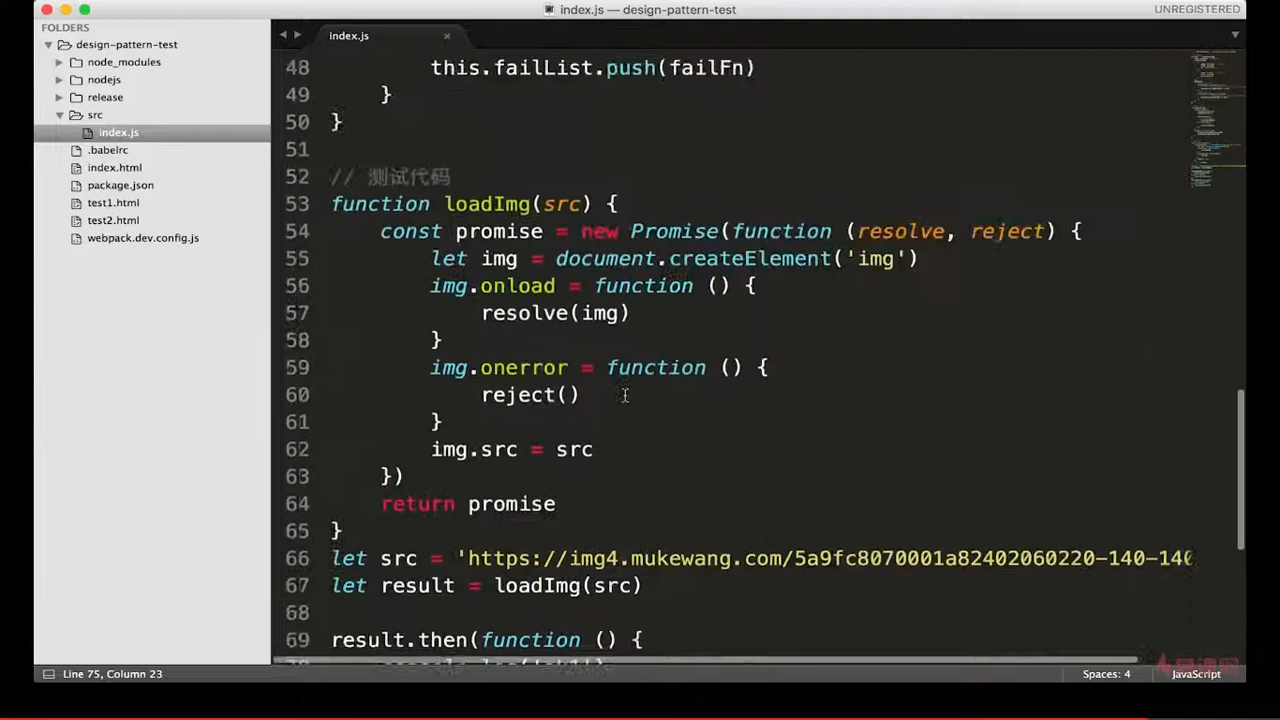 index.js — design-pattern-test
UNREGISTERED
FOLDERS
design-pattern-test
node_modules
nodejs
release
src
index.js
.babelrc
index.html
package.json
test1.html
test2.html
webpack.dev.config.js
index.js ×
48 this.failList.push(failFn)
49 }
50 }
51
52 // 测试代码
53 function loadImg(src) {
54 const promise = new Promise(function (resolve, reject) {
55 let img = document.createElement('img')
56 img.onload = function () {
57 resolve(img)
58 }
59 img.onerror = function () {
60 reject()
61 }
62 img.src = src
63 })
64 return promise
65 }
66 let src = 'https://img4.mukewang.com/5a9fc8070001a82402060220-140-140
67 let result = loadImg(src)
68
69 result.then(function () {
Line 75, Column 23
Spaces: 4
JavaScript